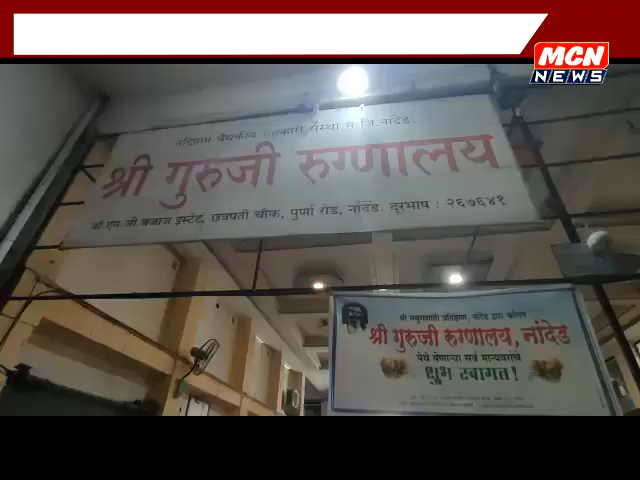 MCN
NEWS
नंदिग्राम वैद्यकीय सहकारी संस्था म.जि.नांदेड.
श्री गुरुजी रुग्णालय
डॉ.एम.जी.बजाज इस्टेट, छत्रपती चौक, पुर्णा रोड, नांदेड. दूरभाष : २६७६४१
नांदेड द्वारा
श्री गुरुजी रुग्णालय, नांदेड
येथे येणाऱ्या सर्व मान्यवरांचे
शुभ स्वागत!